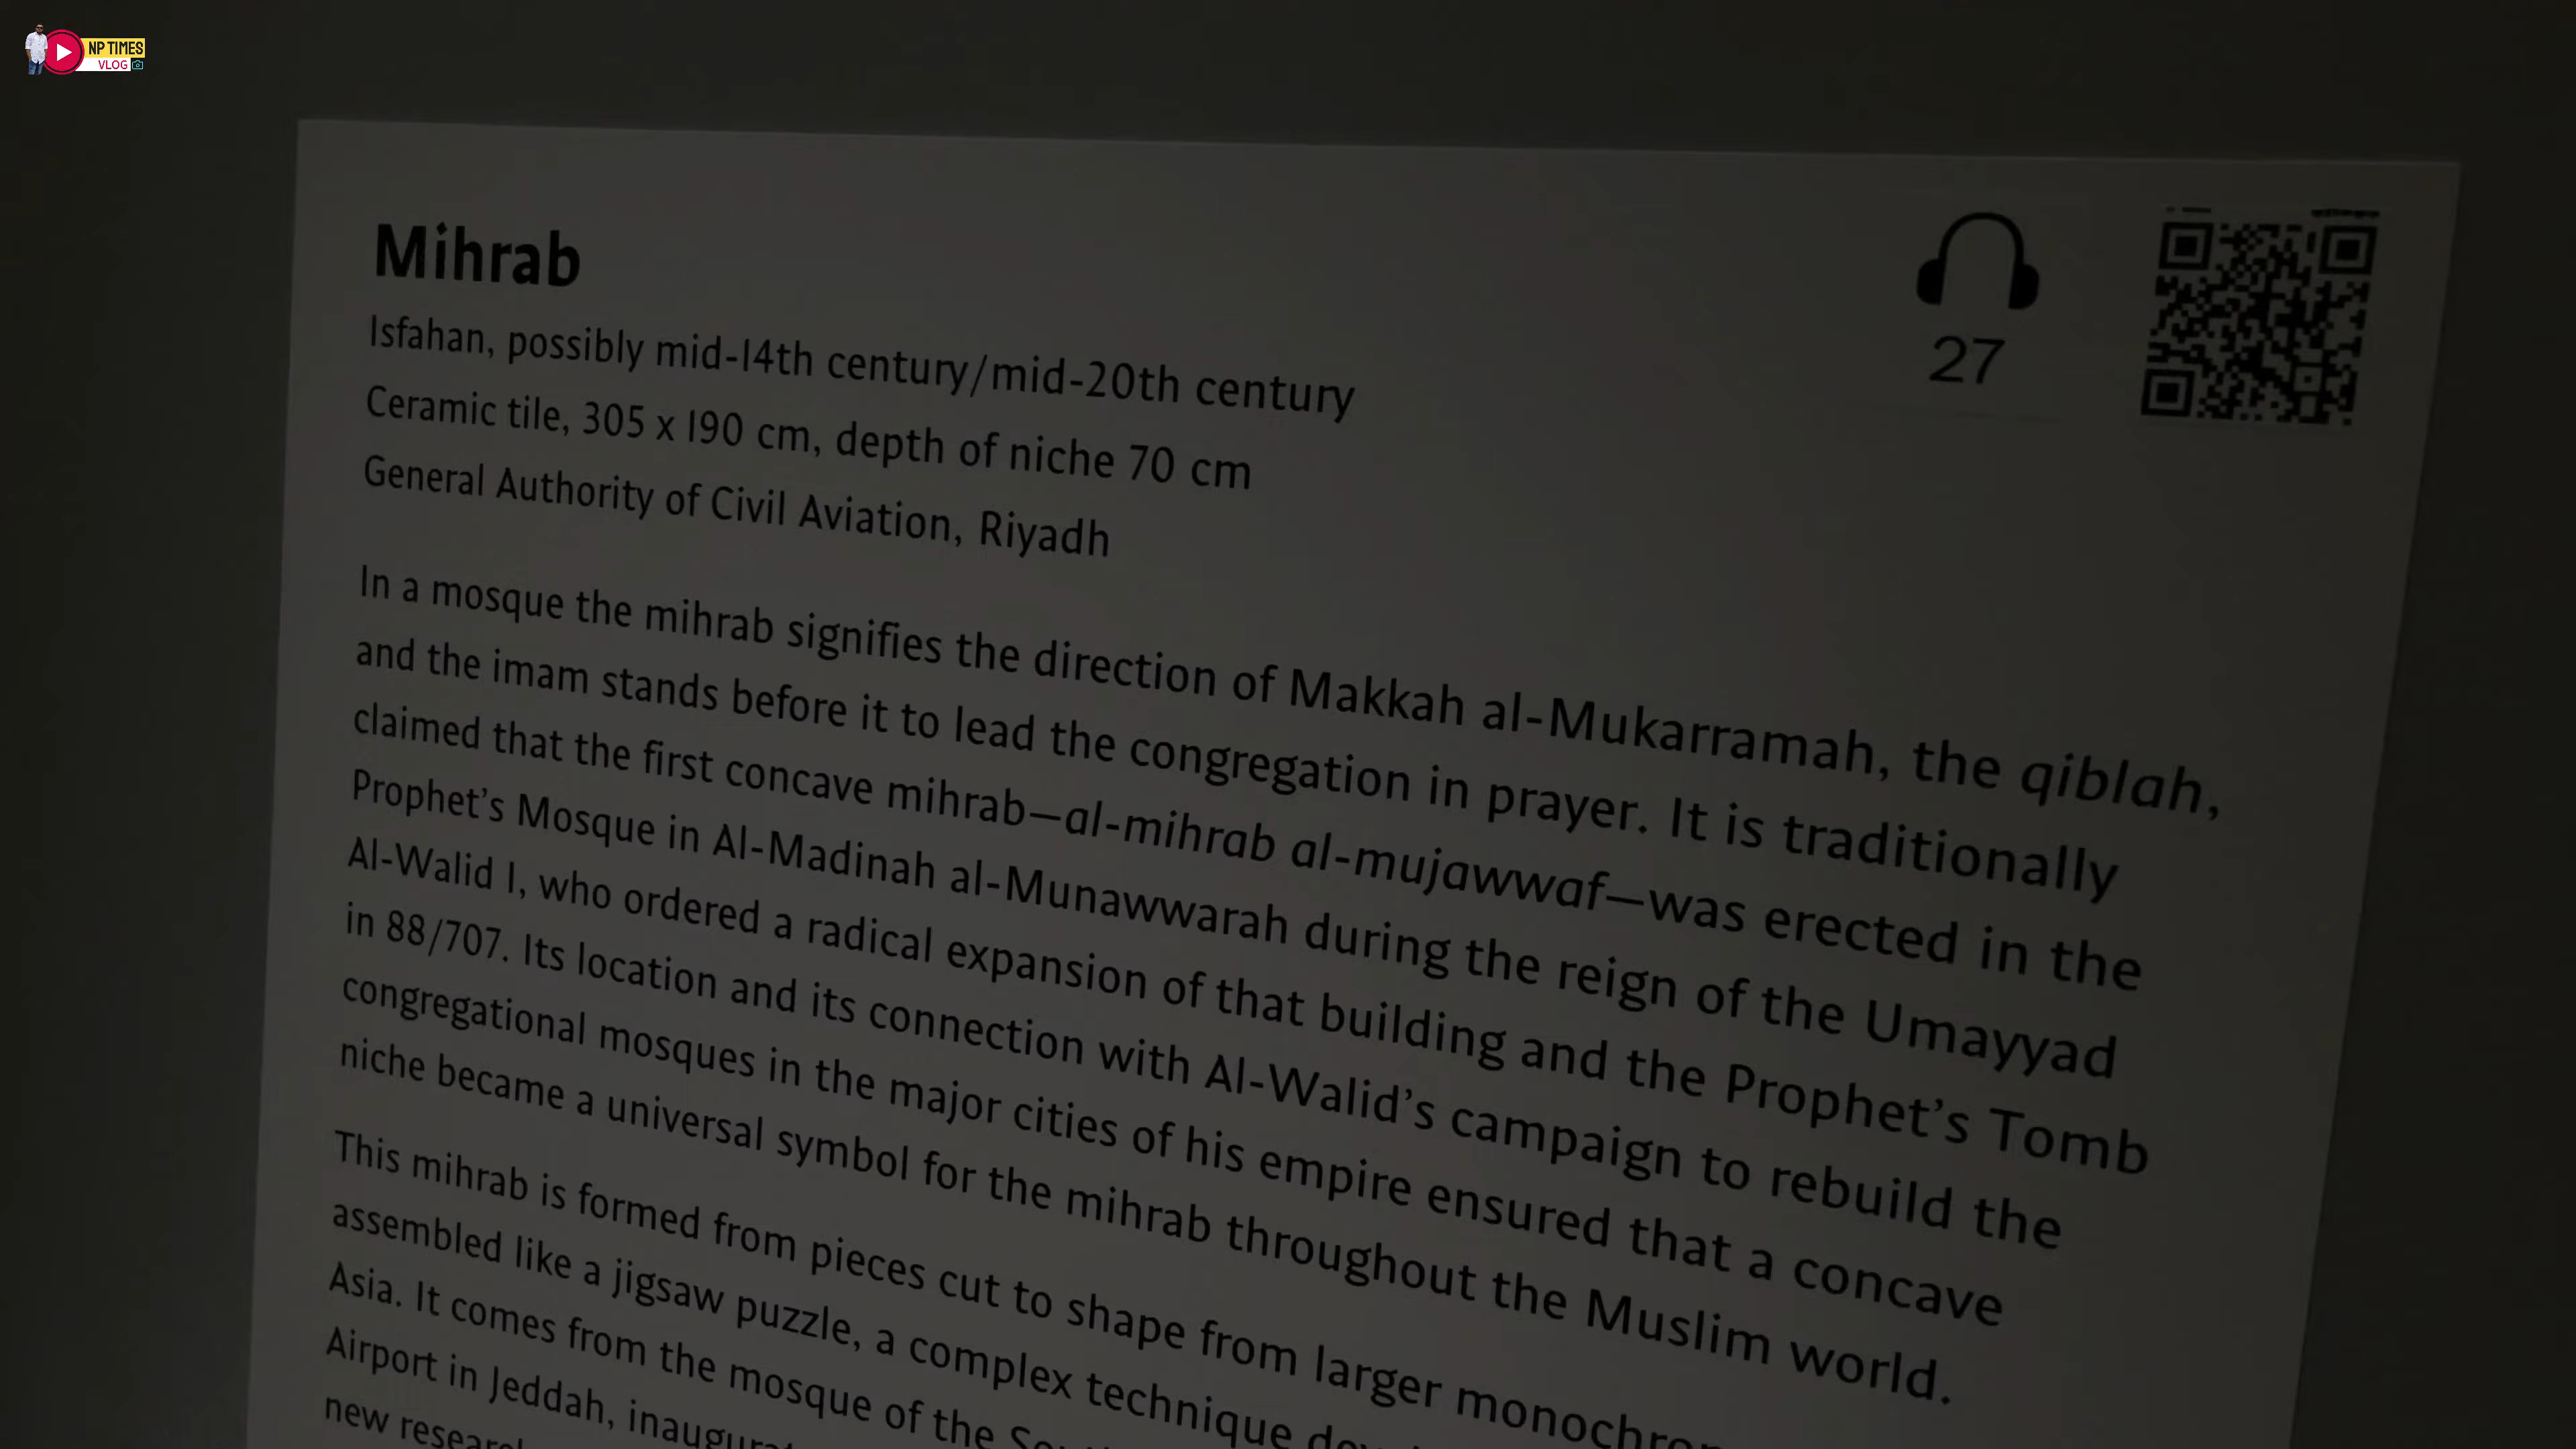 NP TIMES
VLOG
Mihrab
27
Isfahan, possibly mid-14th century/mid-20th century
Ceramic tile, 305 x 190 cm, depth of niche 70 cm
General Authority of Civil Aviation, Riyadh
In a mosque the mihrab signifies the direction of Makkah al-Mukarramah, the qiblah,
and the imam stands before it to lead the congregation in prayer. It is traditionally
claimed that the first concave mihrab—al-mihrab al-mujawwaf—was erected in the
Prophet's Mosque in Al-Madinah al-Munawwarah during the reign of the Umayyad
Al-Walid I, who ordered a radical expansion of that building and the Prophet's Tomb
in 88/707. Its location and its connection with Al-Walid's campaign to rebuild the
congregational mosques in the major cities of his empire ensured that a concave
niche became a universal symbol for the mihrab throughout the Muslim world.
This mihrab is formed from pieces cut to shape from larger
assembled like a jigsaw puzzle, a complex technique
Asia. It comes from the mosque of the
Airport in Jeddah,
new